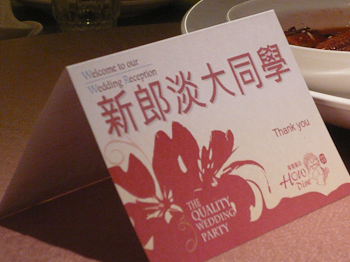 Welcome to our
Wedding Reception
新郎淡大同學
Thank you
THE
QUALITY
WEDDING
PARTY